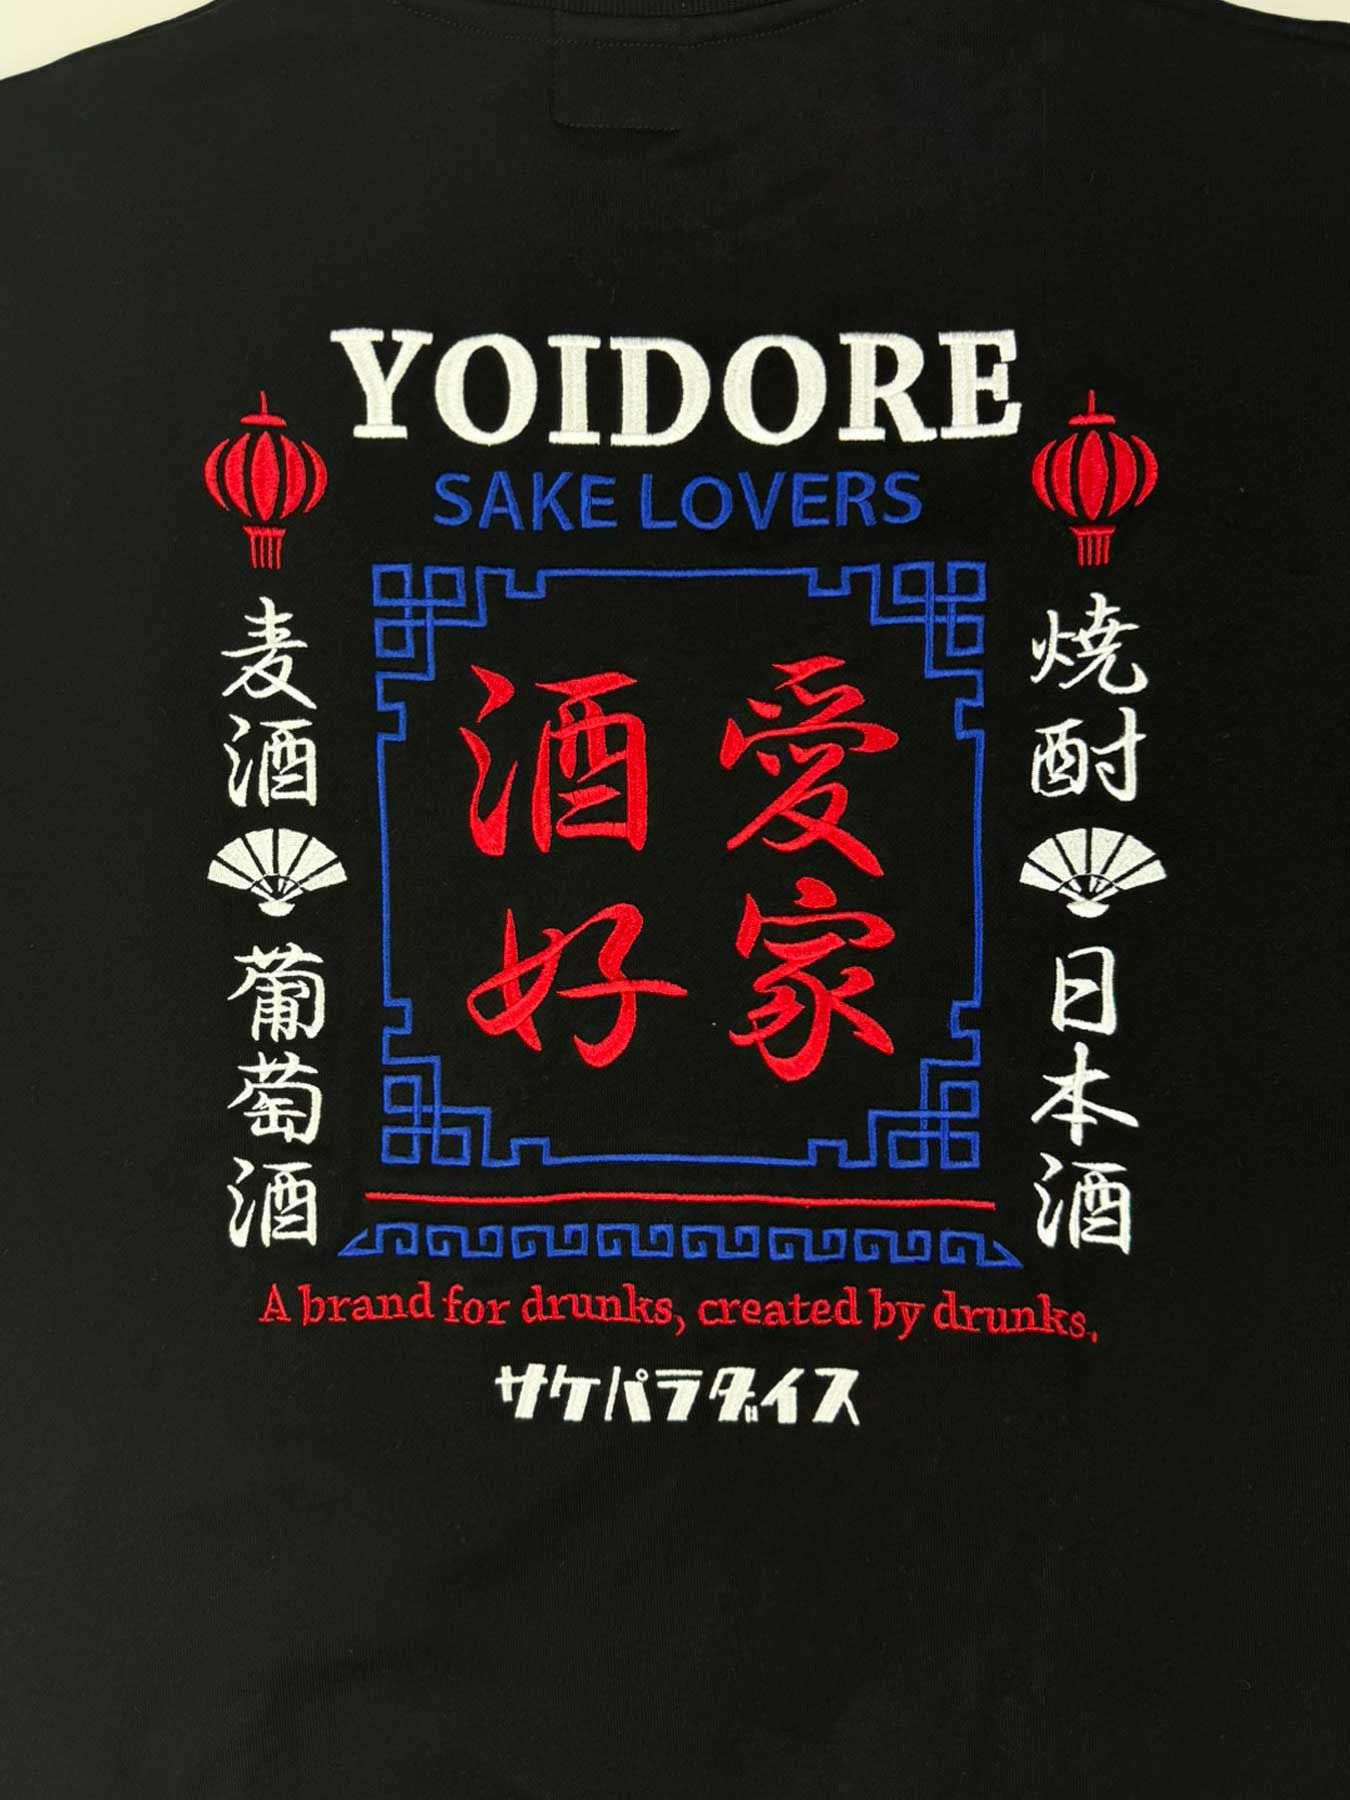 YOIDORE
SAKE LOVERS
焼酎
日本酒
愛家
酒好
麦酒
葡萄酒
A brand for drunks, created by drunks.
サケパラダイス